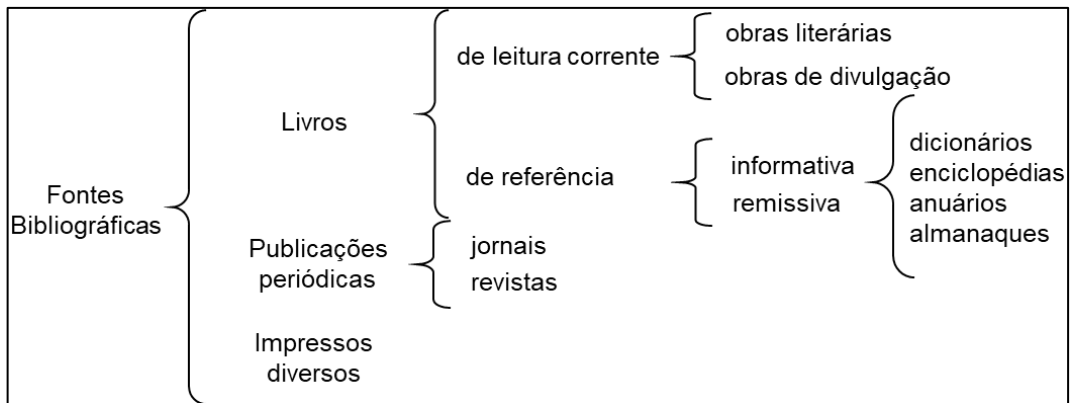 Fontes
Bibliográficas
Livros
de leitura corrente
obras literárias
obras de divulgação
de referência
informativa
remissiva
dicionários
enciclopédias
anuários
almanaques
Publicações
periódicas
jornais
revistas
Impressos
diversos